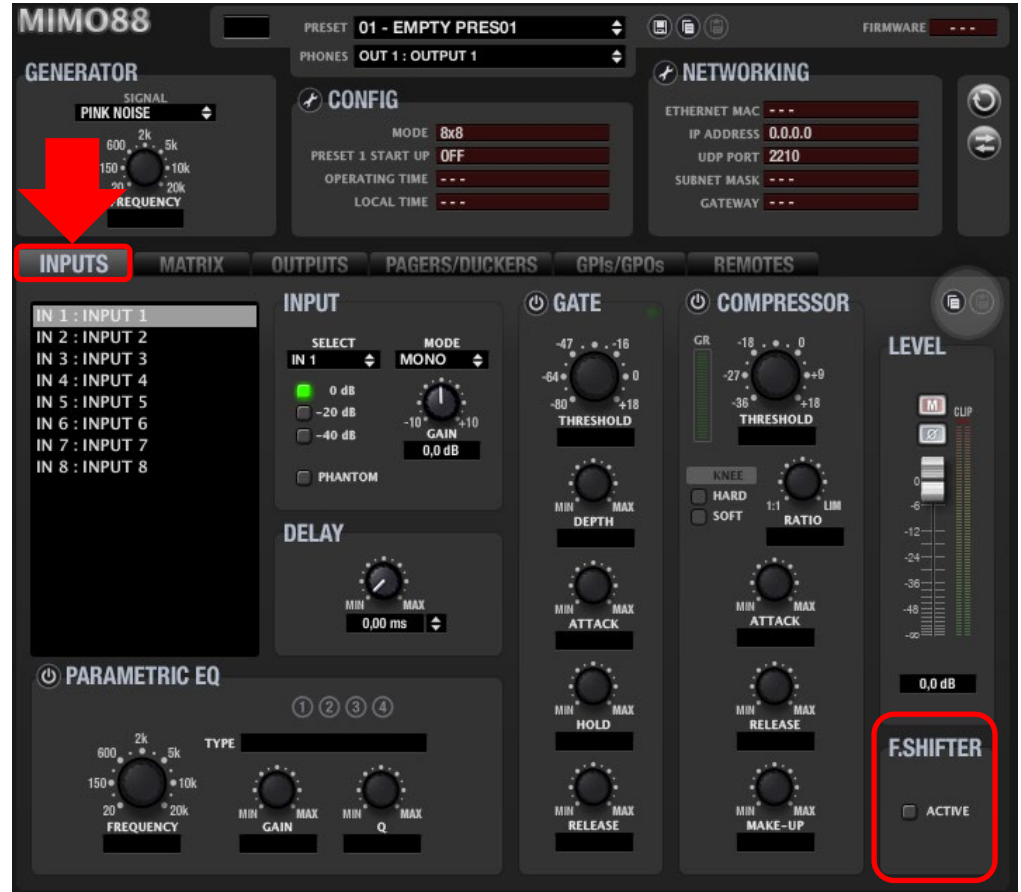 MIMO88
PRESET 01 - EMPTY PRES01
FIRMWARE - - -
PHONES OUT 1 : OUTPUT 1
GENERATOR
SIGNAL
PINK NOISE
2k
600 5k
150 10k
20 20k
FREQUENCY
CONFIG
MODE 8x8
PRESET 1 START UP OFF
OPERATING TIME - - -
LOCAL TIME - - -
NETWORKING
ETHERNET MAC - - -
IP ADDRESS 0.0.0.0
UDP PORT 2210
SUBNET MASK - - -
GATEWAY - - -
INPUTS MATRIX OUTPUTS PAGERS/DUCKERS GPIs/GPOs REMOTES
IN 1 : INPUT 1
IN 2 : INPUT 2
IN 3 : INPUT 3
IN 4 : INPUT 4
IN 5 : INPUT 5
IN 6 : INPUT 6
IN 7 : INPUT 7
IN 8 : INPUT 8
INPUT
SELECT MODE
IN 1 MONO
0 dB
-20 dB
-40 dB
-10 +10
GAIN
0,0 dB
PHANTOM
DELAY
MIN MAX
0,00 ms
GATE
-47 -16
-64 0
-80 +18
THRESHOLD
MIN MAX
DEPTH
MIN MAX
ATTACK
MIN MAX
HOLD
MIN MAX
RELEASE
COMPRESSOR
GR
-18 0
-27 +9
-36 +18
THRESHOLD
KNEE
HARD
SOFT
1:1 LIM
RATIO
MIN MAX
ATTACK
MIN MAX
RELEASE
MIN MAX
MAKE-UP
LEVEL
M
CLIP
Ø
0
-6
-12
-24
-36
-48
-∞
0,0 dB
PARAMETRIC EQ
1 2 3 4
TYPE
2k
600 5k
150 10k
20 20k
FREQUENCY
MIN MAX
GAIN
MIN MAX
Q
F.SHIFTER
ACTIVE